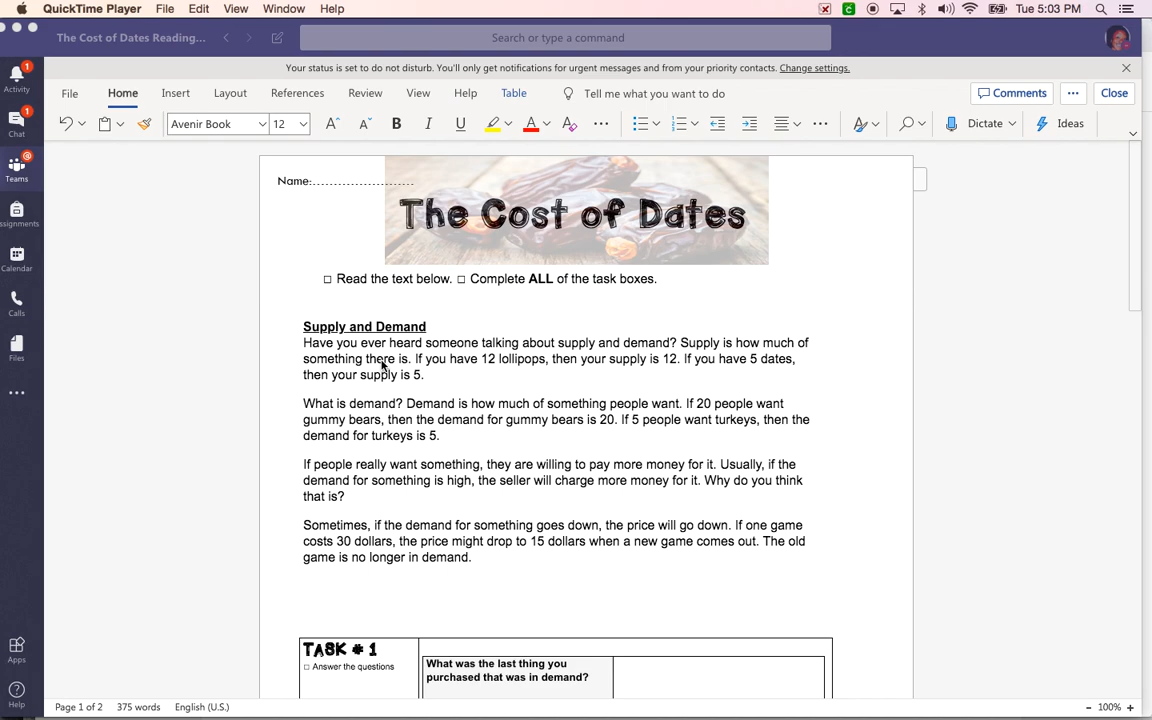 QuickTime Player File Edit View Window Help Tue 5:03 PM
The Cost of Dates Reading... Search or type a command
Your status is set to do not disturb. You'll only get notifications for urgent messages and from your priority contacts. Change settings.
File Home Insert Layout References Review View Help Table Tell me what you want to do Comments ... Close
Avenir Book 12 A A B I U A Dictate Ideas
Activity 1
Chat 1
Teams @
ssignments
Calendar
Calls
Files
Apps
Help
Name:
The Cost of Dates
□ Read the text below. □ Complete ALL of the task boxes.
Supply and Demand
Have you ever heard someone talking about supply and demand? Supply is how much of
something there is. If you have 12 lollipops, then your supply is 12. If you have 5 dates,
then your supply is 5.
What is demand? Demand is how much of something people want. If 20 people want
gummy bears, then the demand for gummy bears is 20. If 5 people want turkeys, then the
demand for turkeys is 5.
If people really want something, they are willing to pay more money for it. Usually, if the
demand for something is high, the seller will charge more money for it. Why do you think
that is?
Sometimes, if the demand for something goes down, the price will go down. If one game
costs 30 dollars, the price might drop to 15 dollars when a new game comes out. The old
game is no longer in demand.
TASK # 1
□ Answer the questions
What was the last thing you
purchased that was in demand?
Page 1 of 2 375 words English (U.S.) - 100% +